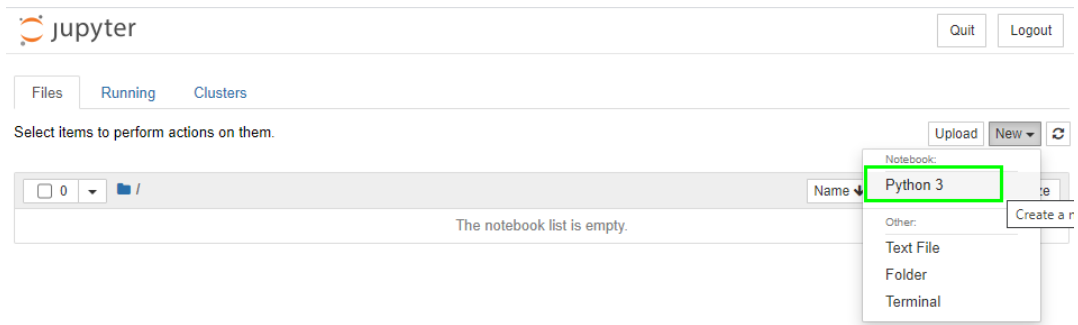 jupyter
Quit Logout
Files Running Clusters
Select items to perform actions on them.
Upload New
Notebook:
Python 3
0 /
Name
ze
Create a n
The notebook list is empty.
Other:
Text File
Folder
Terminal